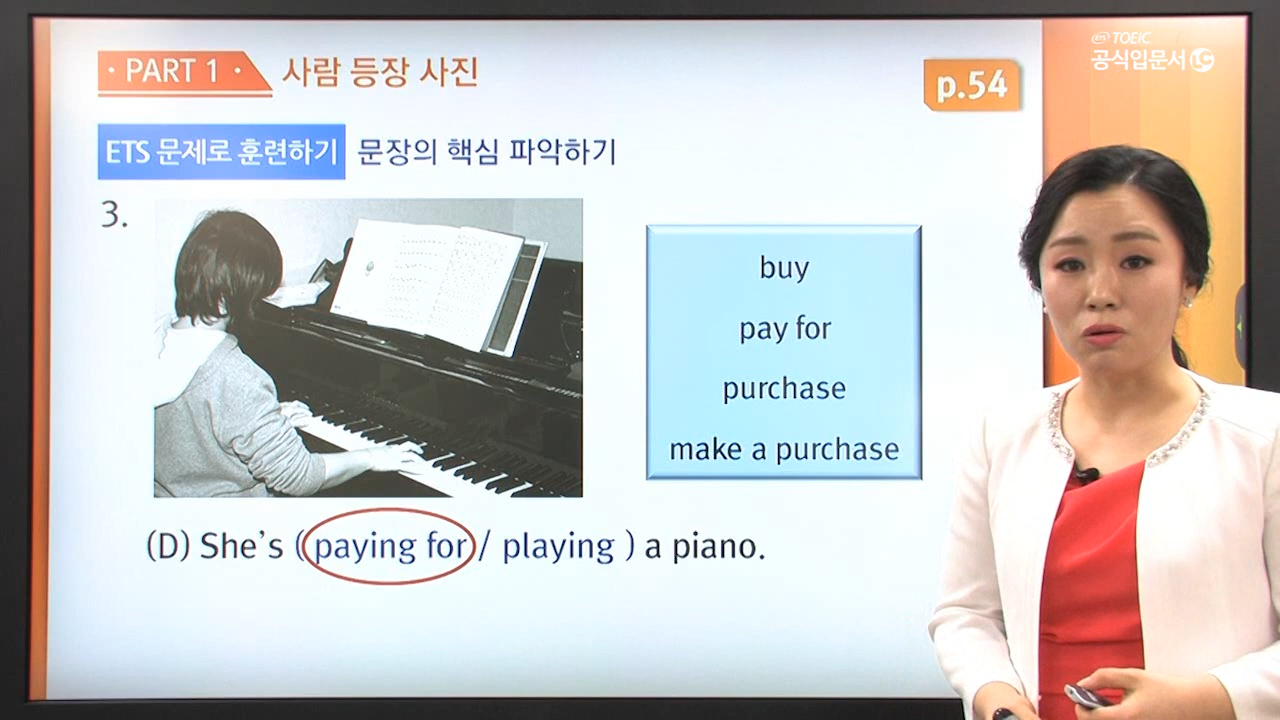 · PART 1 ·
사람 등장 사진
p.54
ETS TOEIC
공식입문서 LC
ETS 문제로 훈련하기
문장의 핵심 파악하기
3.
buy
pay for
purchase
make a purchase
(D) She's ( paying for / playing ) a piano.